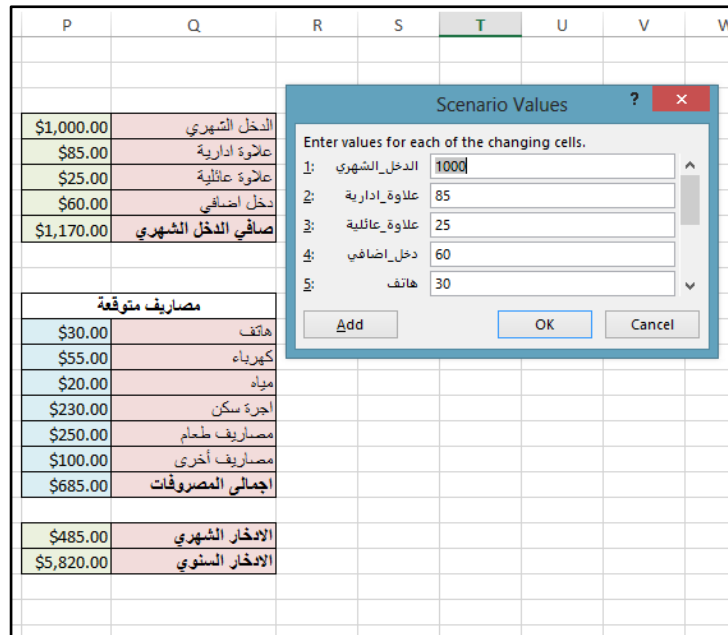 P Q R S T U V W
Scenario Values ? ×
Enter values for each of the changing cells.
1: الدخل_الشهري 1000
2: علاوة_ادارية 85
3: علاوة_عائلية 25
4: دخل_اضافي 60
5: هاتف 30
Add OK Cancel
$1,000.00 الدخل الشهري
$85.00 علاوة ادارية
$25.00 علاوة عائلية
$60.00 دخل اضافي
$1,170.00 صافي الدخل الشهري
مصاريف متوقعة
$30.00 هاتف
$55.00 كهرباء
$20.00 مياه
$230.00 اجرة سكن
$250.00 مصاريف طعام
$100.00 مصاريف أخرى
$685.00 اجمالي المصروفات
$485.00 الادخار الشهري
$5,820.00 الادخار السنوي